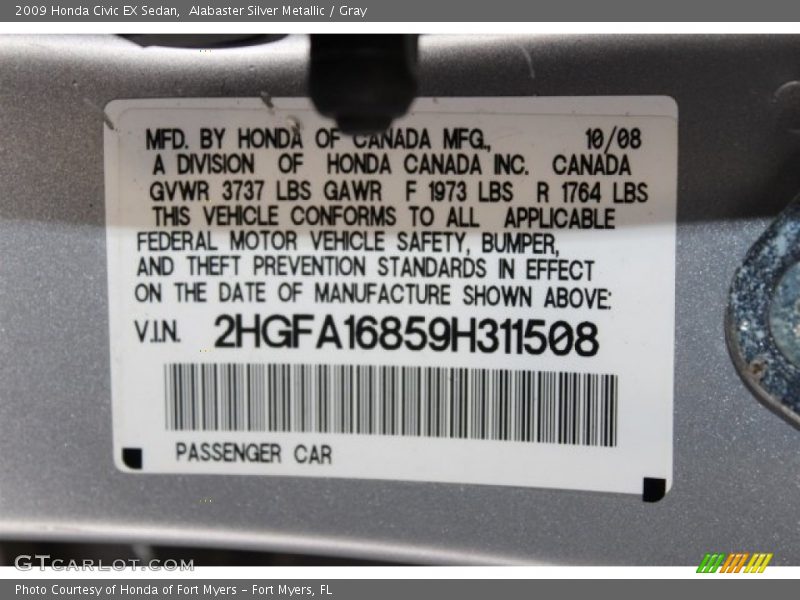 2009 Honda Civic EX Sedan,  Alabaster Silver Metallic / Gray
MFD. BY HONDA OF CANADA MFG., 10/08
A DIVISION OF HONDA CANADA INC. CANADA
GVWR 3737 LBS GAWR F 1973 LBS R 1764 LBS
THIS VEHICLE CONFORMS TO ALL APPLICABLE
FEDERAL MOTOR VEHICLE SAFETY, BUMPER,
AND THEFT PREVENTION STANDARDS IN EFFECT
ON THE DATE OF MANUFACTURE SHOWN ABOVE:
V.I.N. 2HGFA16859H311508
PASSENGER CAR
GTCARLOT.COM
Photo Courtesy of Honda of Fort Myers - Fort Myers, FL